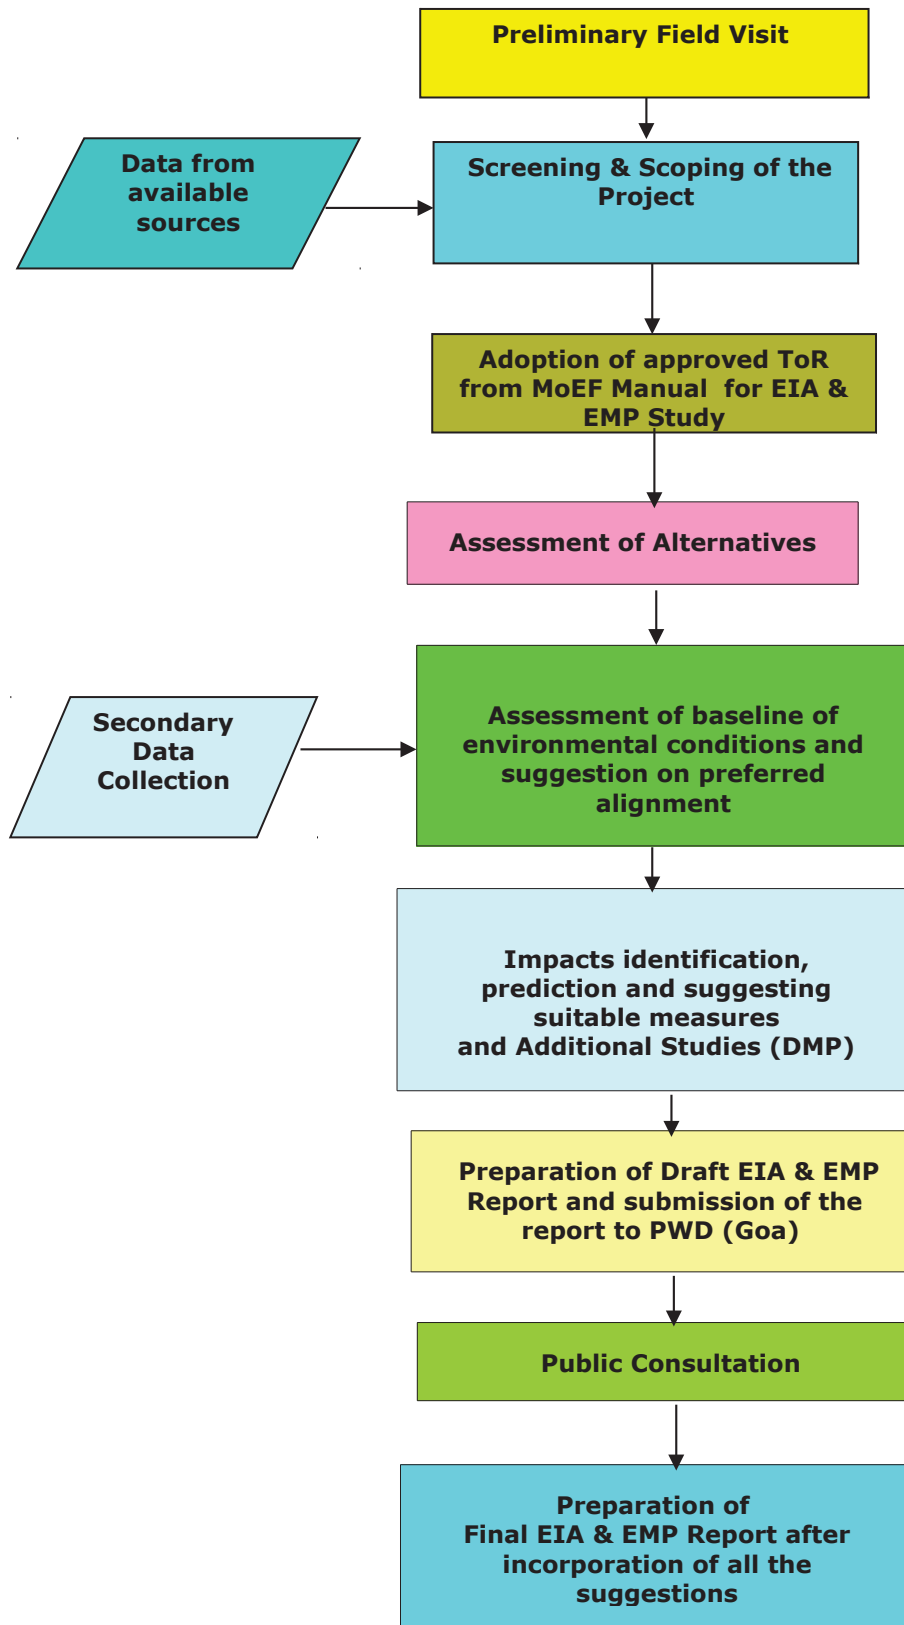 Preliminary Field Visit
Data from
available
sources
Screening & Scoping of the
Project
Adoption of approved ToR
from MoEF Manual for EIA &
EMP Study
Assessment of Alternatives
Secondary
Data
Collection
Assessment of baseline of
environmental conditions and
suggestion on preferred
alignment
Impacts identification,
prediction and suggesting
suitable measures
and Additional Studies (DMP)
Preparation of Draft EIA & EMP
Report and submission of the
report to PWD (Goa)
Public Consultation
Preparation of
Final EIA & EMP Report after
incorporation of all the
suggestions